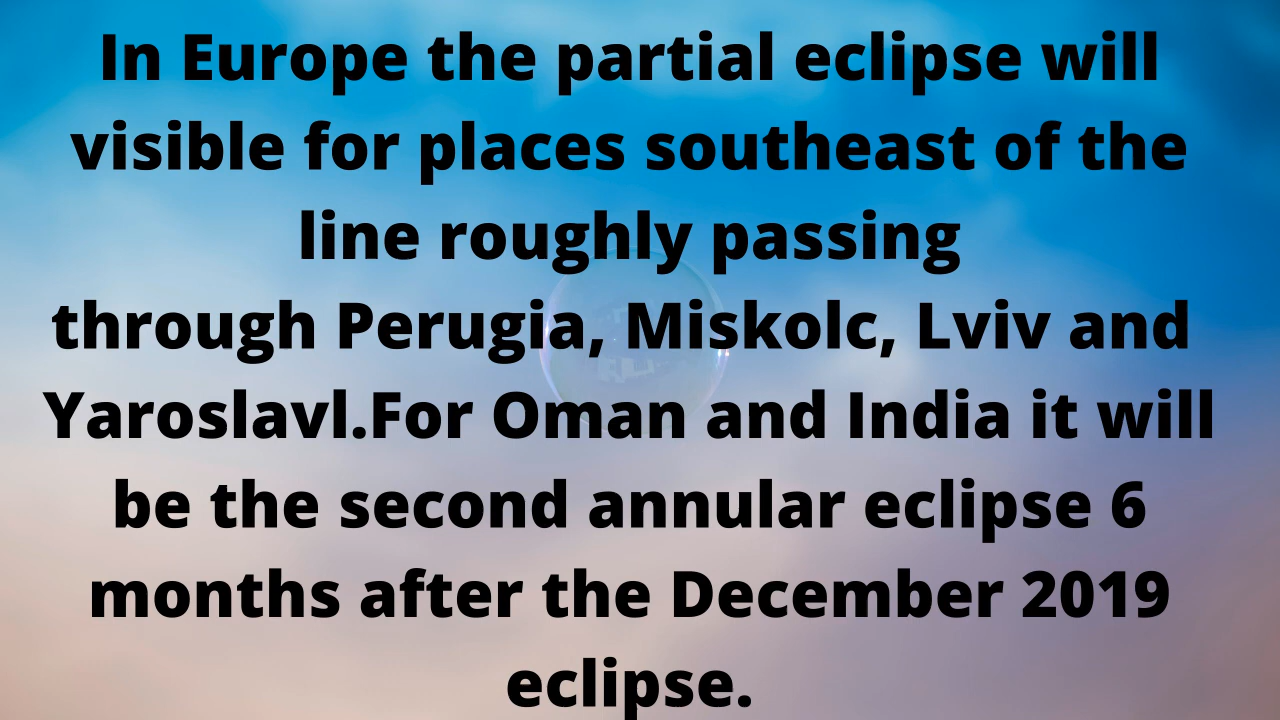 In Europe the partial eclipse will
visible for places southeast of the
line roughly passing
through Perugia, Miskolc, Lviv and
Yaroslavl.For Oman and India it will
be the second annular eclipse 6
months after the December 2019
eclipse.